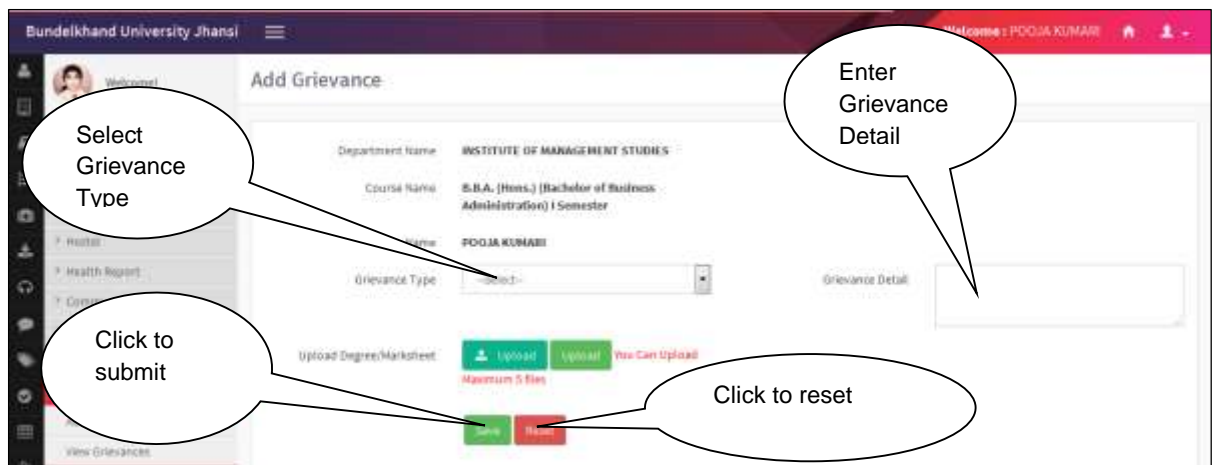 Bundelkhand University Jhansi
Welcome : POOJA KUMARI
Welcome!
Add Grievance
Enter
Grievance
Detail
Select
Grievance
Type
Department Name INSTITUTE OF MANAGEMENT STUDIES
Course Name B.B.A. (Hons.) (Bachelor of Business
Administration) I Semester
Name POOJA KUMARI
Hostel
Health Report
Grievance Type --Select-- Grievance Detail
Click to
submit
Upload Degree/Marksheet Upload Upload You Can Upload
Maximum 5 files
Click to reset
Save Reset
View Grievances